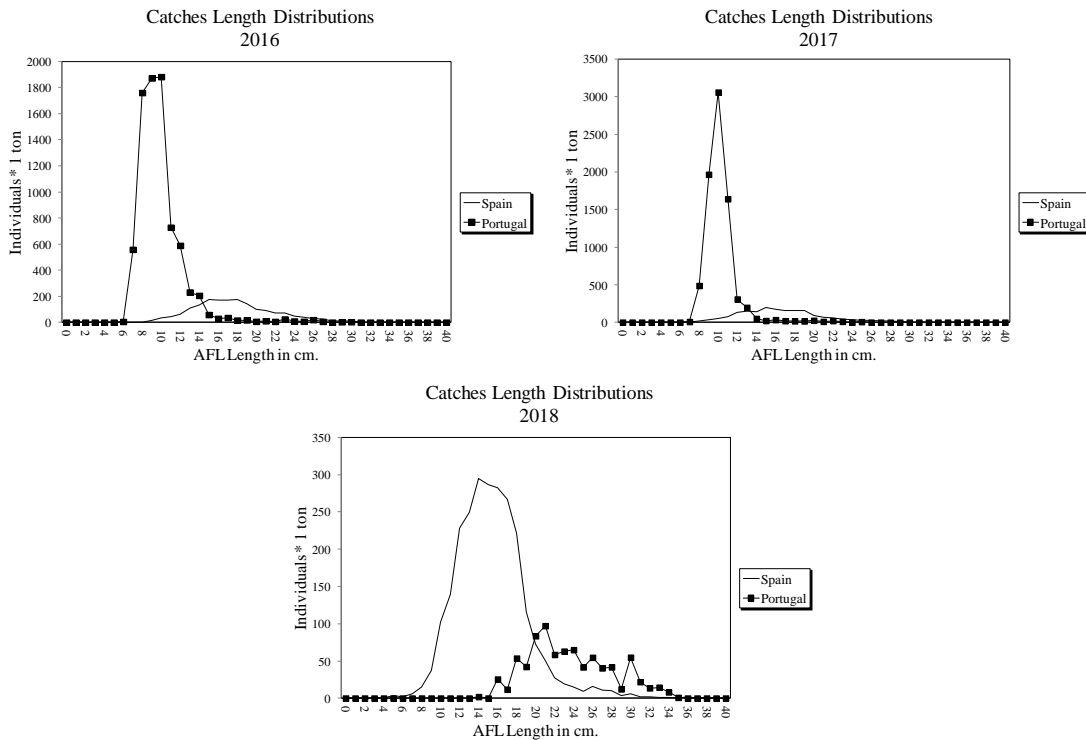 Catches Length Distributions
2016
2000
1800
1600
1400
1200
1000
800
600
400
200
0
Individuals * 1 ton
0 2 4 6 8 10 12 14 16 18 20 22 24 26 28 30 32 34 36 38 40
AFL Length in cm.
Spain
Portugal
Catches Length Distributions
2017
3500
3000
2500
2000
1500
1000
500
0
Individuals * 1 ton
0 2 4 6 8 10 12 14 16 18 20 22 24 26 28 30 32 34 36 38 40
AFL Length in cm.
Spain
Portugal
Catches Length Distributions
2018
350
300
250
200
150
100
50
0
Individuals * 1 ton
0 2 4 6 8 10 12 14 16 18 20 22 24 26 28 30 32 34 36 38 40
AFL Length in cm.
Spain
Portugal